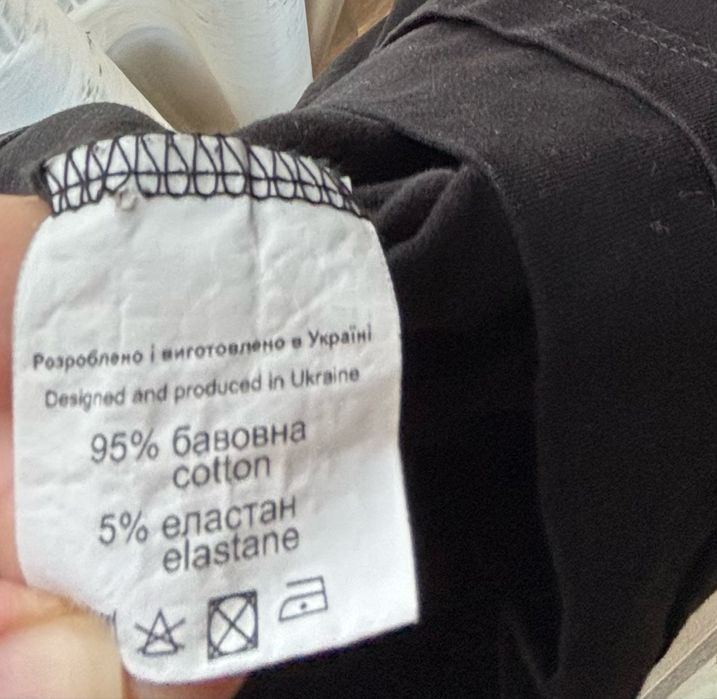 Розроблено і виготовлено в Україні
Designed and produced in Ukraine
95% бавовна
cotton
5% еластан
elastane